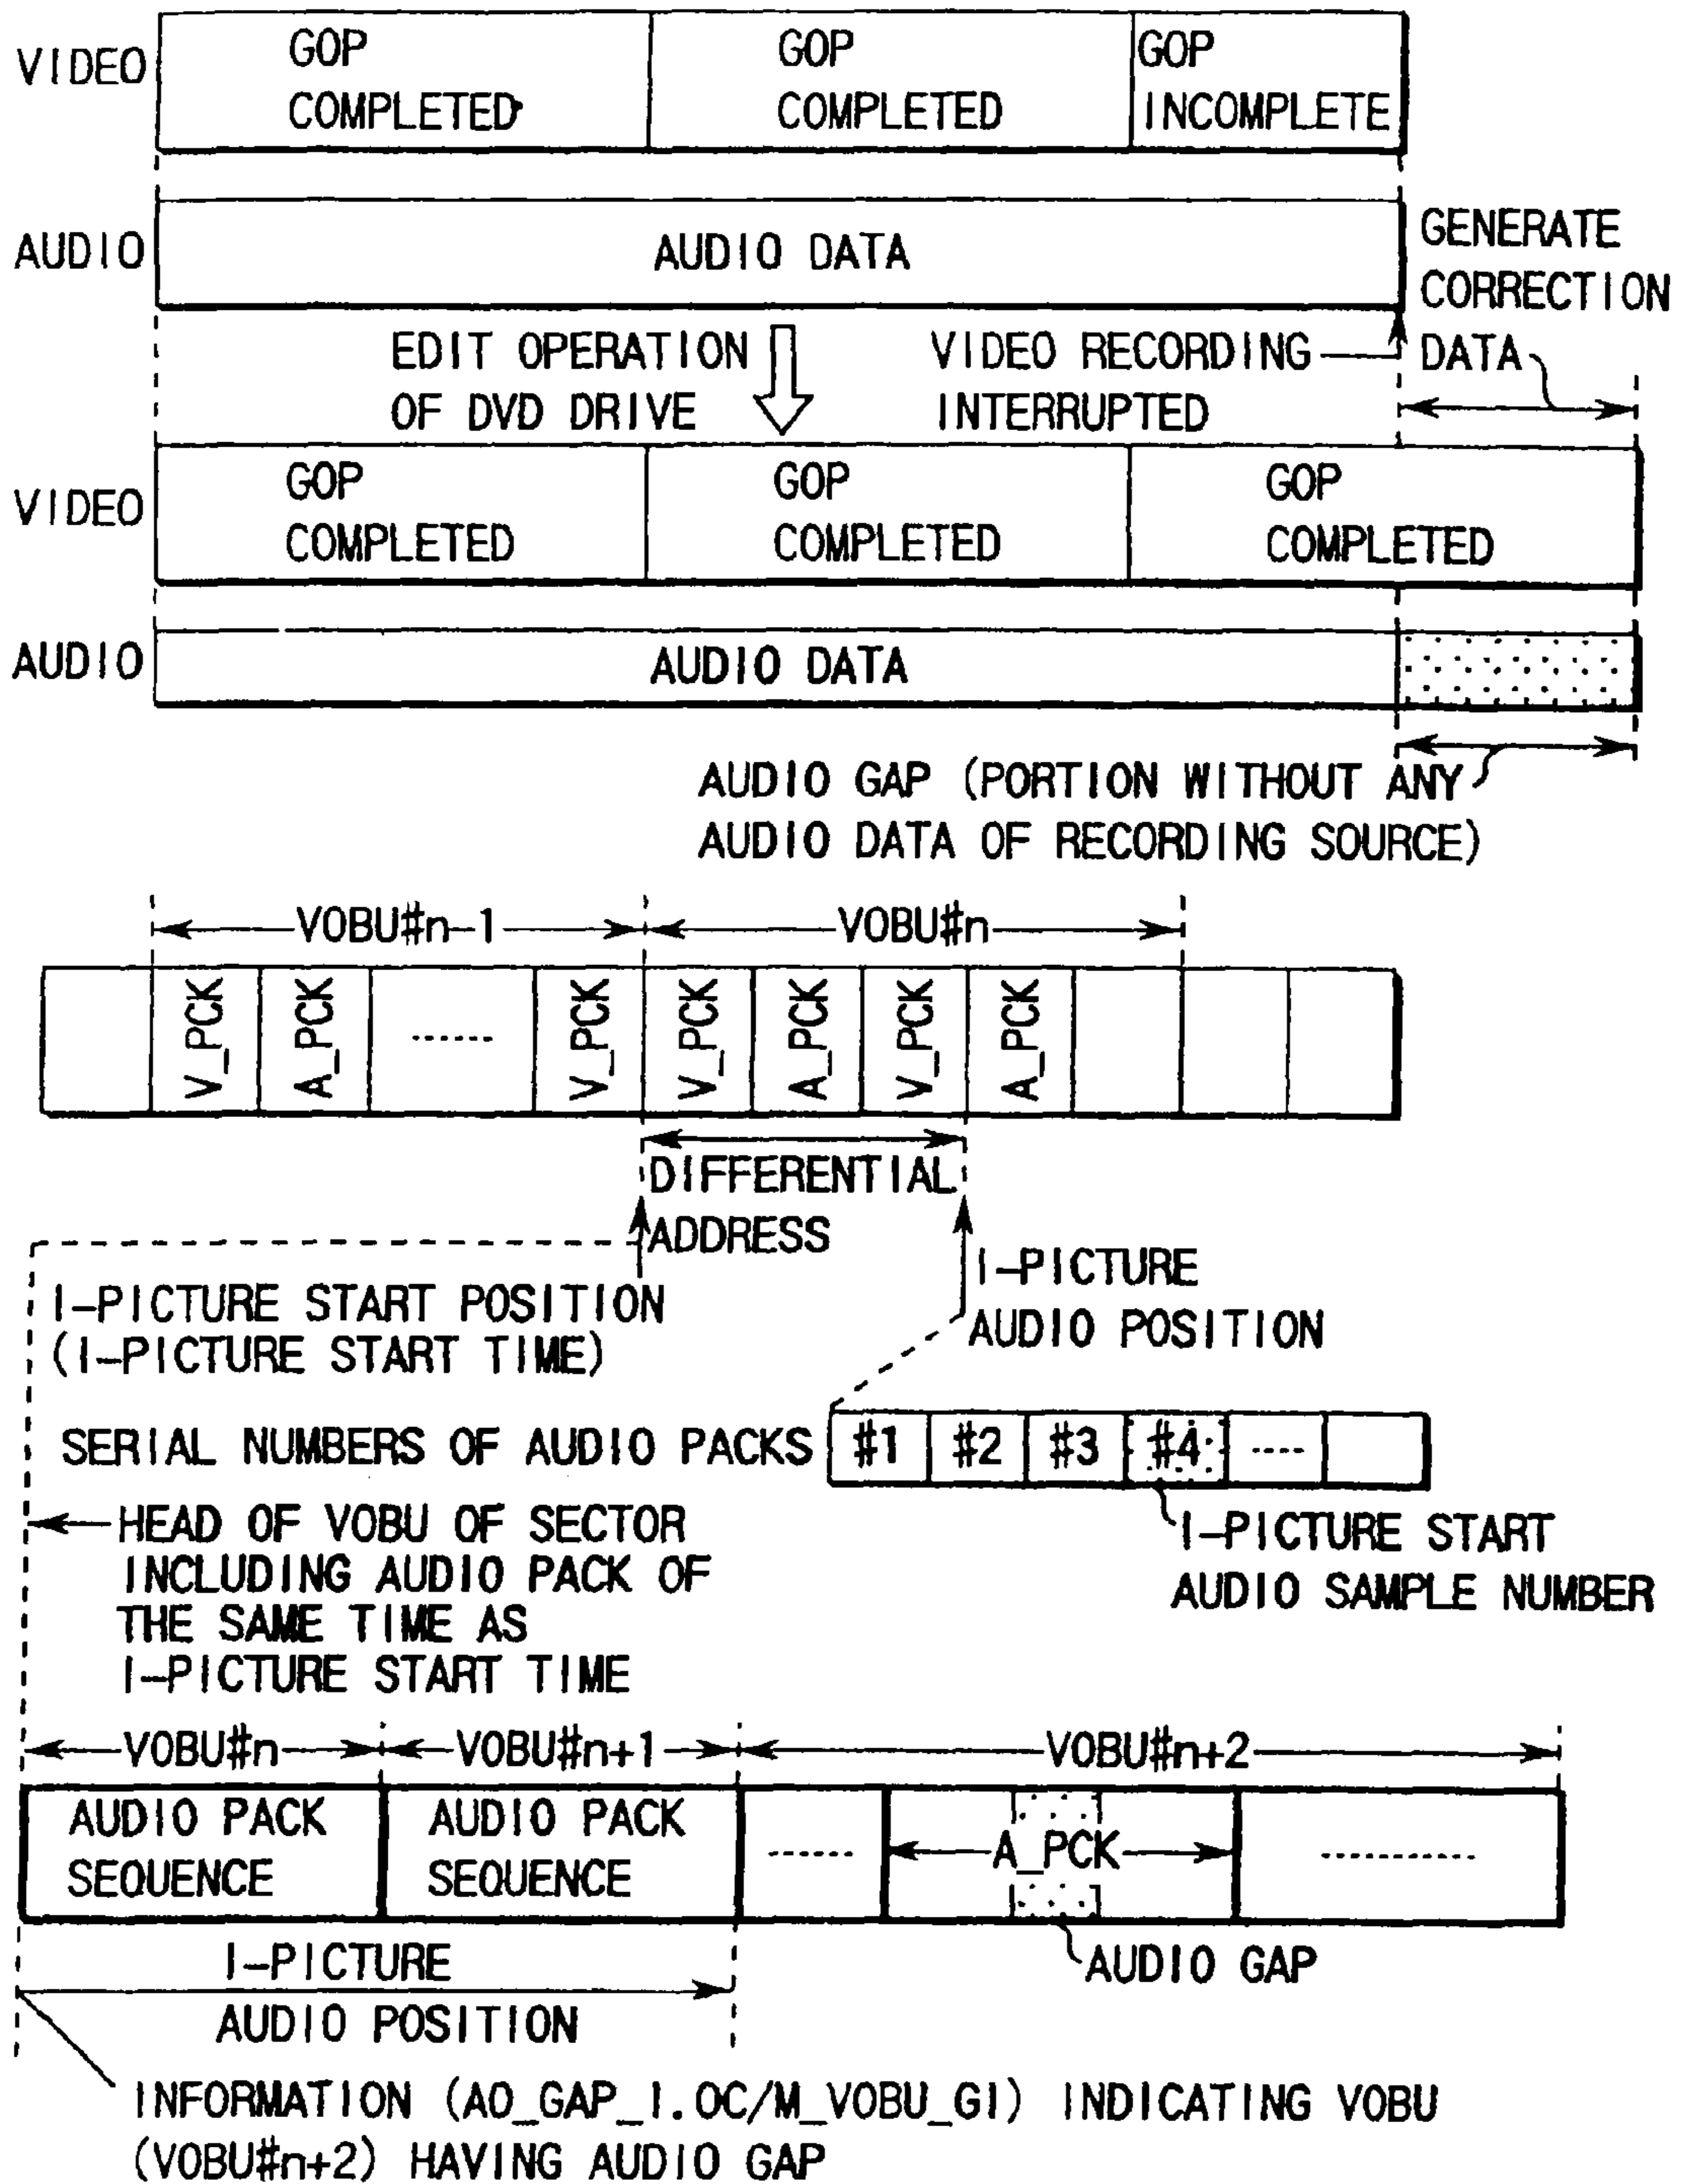 VIDEO
GOP
COMPLETED
GOP
COMPLETED
GOP
INCOMPLETE
AUDIO
AUDIO DATA
GENERATE
CORRECTION
DATA
EDIT OPERATION
OF DVD DRIVE
VIDEO RECORDING
INTERRUPTED
VIDEO
GOP
COMPLETED
GOP
COMPLETED
GOP
COMPLETED
AUDIO
AUDIO DATA
AUDIO GAP (PORTION WITHOUT ANY
AUDIO DATA OF RECORDING SOURCE)
VOBU#n-1
VOBU#n
V_PCK
A_PCK
------
V_PCK
V_PCK
A_PCK
V_PCK
A_PCK
DIFFERENTIAL
ADDRESS
I-PICTURE START POSITION
(I-PICTURE START TIME)
I-PICTURE
AUDIO POSITION
SERIAL NUMBERS OF AUDIO PACKS
#1
#2
#3
#4
----
I-PICTURE START
AUDIO SAMPLE NUMBER
HEAD OF VOBU OF SECTOR
INCLUDING AUDIO PACK OF
THE SAME TIME AS
I-PICTURE START TIME
VOBU#n
VOBU#n+1
VOBU#n+2
AUDIO PACK
SEQUENCE
AUDIO PACK
SEQUENCE
------
A_PCK
-----------
AUDIO GAP
I-PICTURE
AUDIO POSITION
INFORMATION (A0_GAP_1.OC/M_VOBU_GI) INDICATING VOBU
(VOBU#n+2) HAVING AUDIO GAP